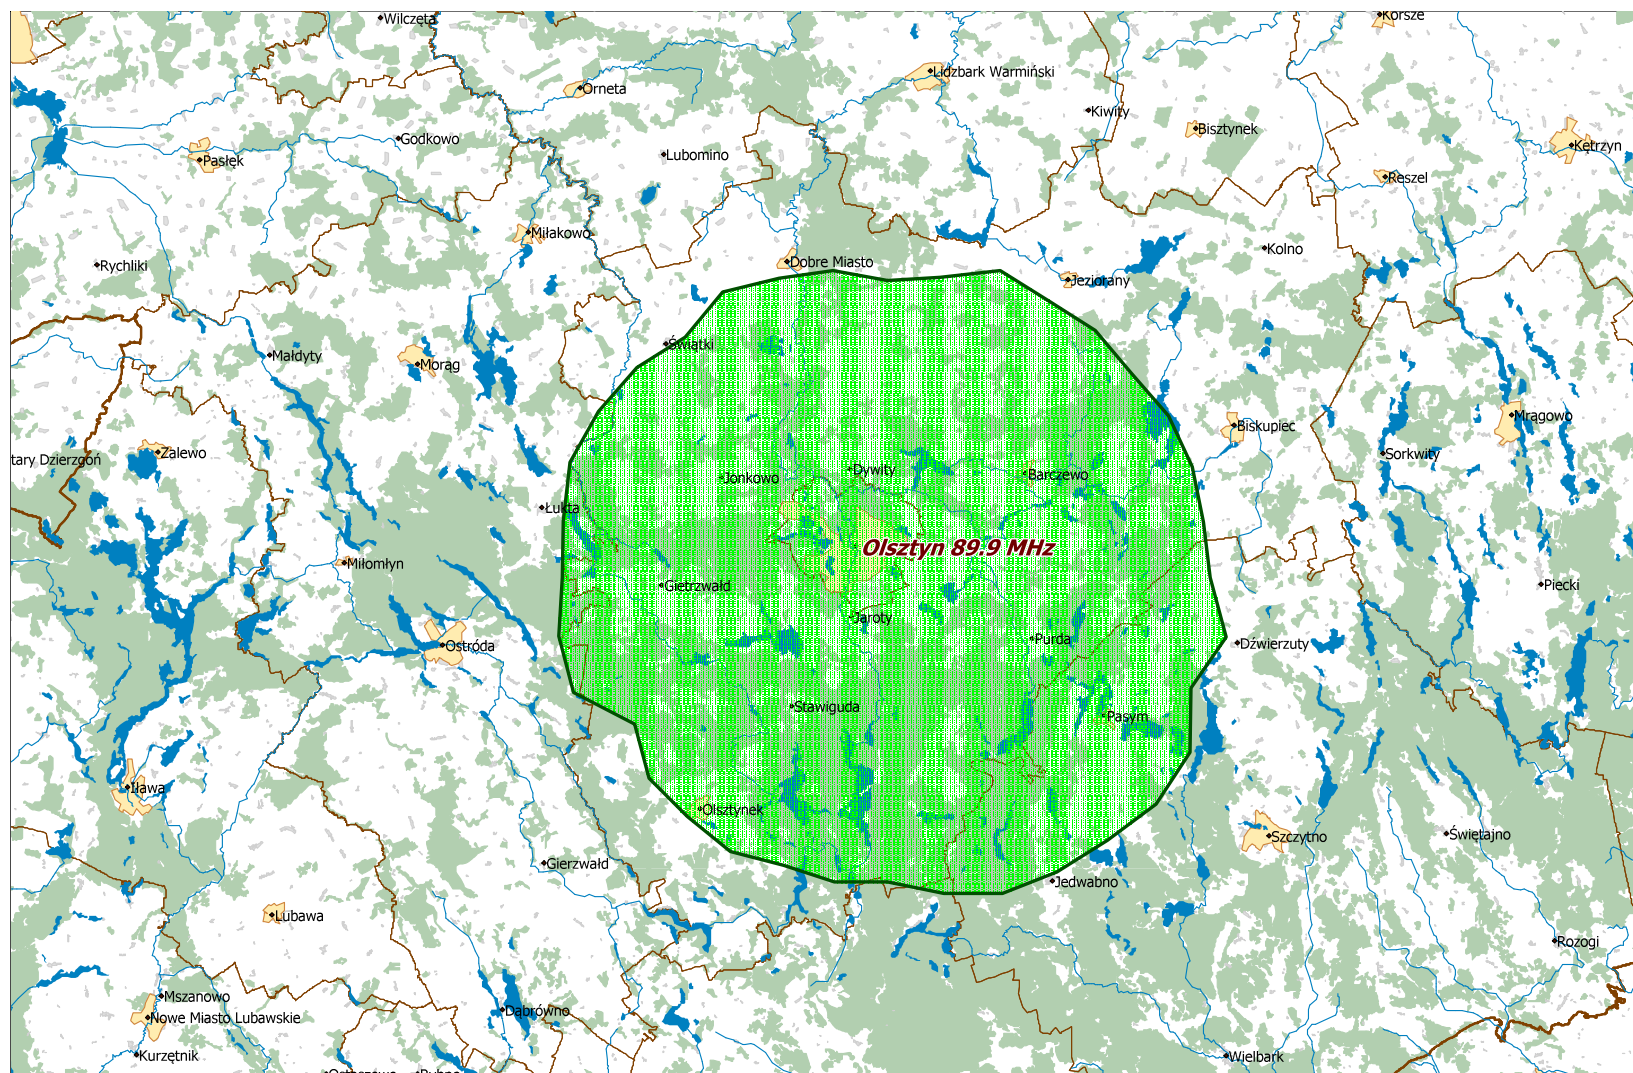 Wilczęta
Korsze
Lidzbark Warmiński
Orneta
Kiwity
Bisztynek
Godkowo
Kętrzyn
Lubomino
Pasłęk
Reszel
Miłakowo
Kolno
Dobre Miasto
Rychliki
Jeziorany
Świątki
Małdyty
Morąg
Mrągowo
Biskupiec
Zalewo
Sorkwity
tary Dzierzgoń
Dywity
Barczewo
Jonkowo
Łukta
Olsztyn 89.9 MHz
Miłomłyn
Gietrzwałd
Piecki
Jaroty
Purda
Dźwierzuty
Ostróda
Stawiguda
Pasym
Iława
Olsztynek
Świętajno
Szczytno
Gierzwałd
Jedwabno
Lubawa
Rozogi
Mszanowo
Dąbrówno
Nowe Miasto Lubawskie
Kurzętnik
Wielbark